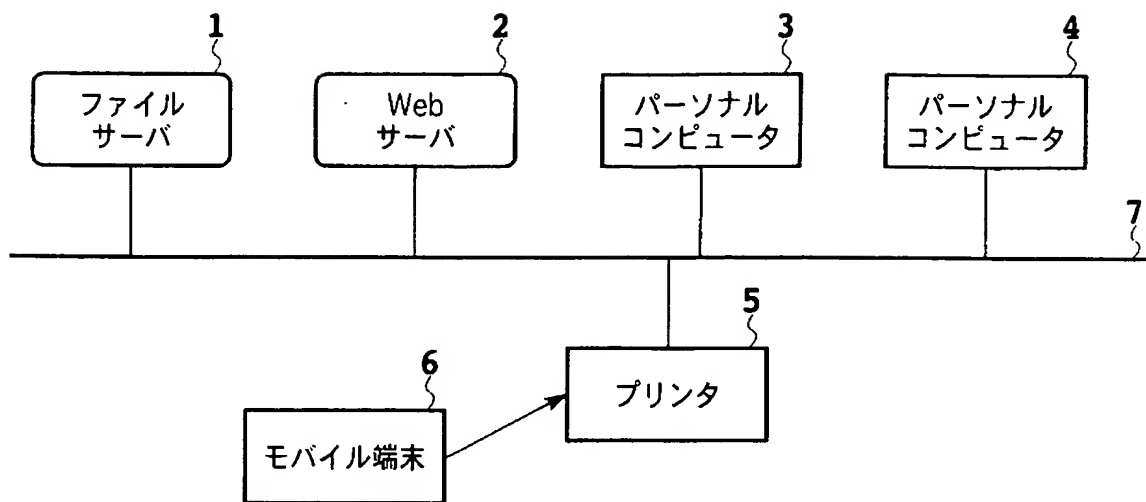 1
2
3
4
ファイル
サーバ
Web
サーバ
パーソナル
コンピュータ
パーソナル
コンピュータ
7
5
プリンタ
6
モバイル端末